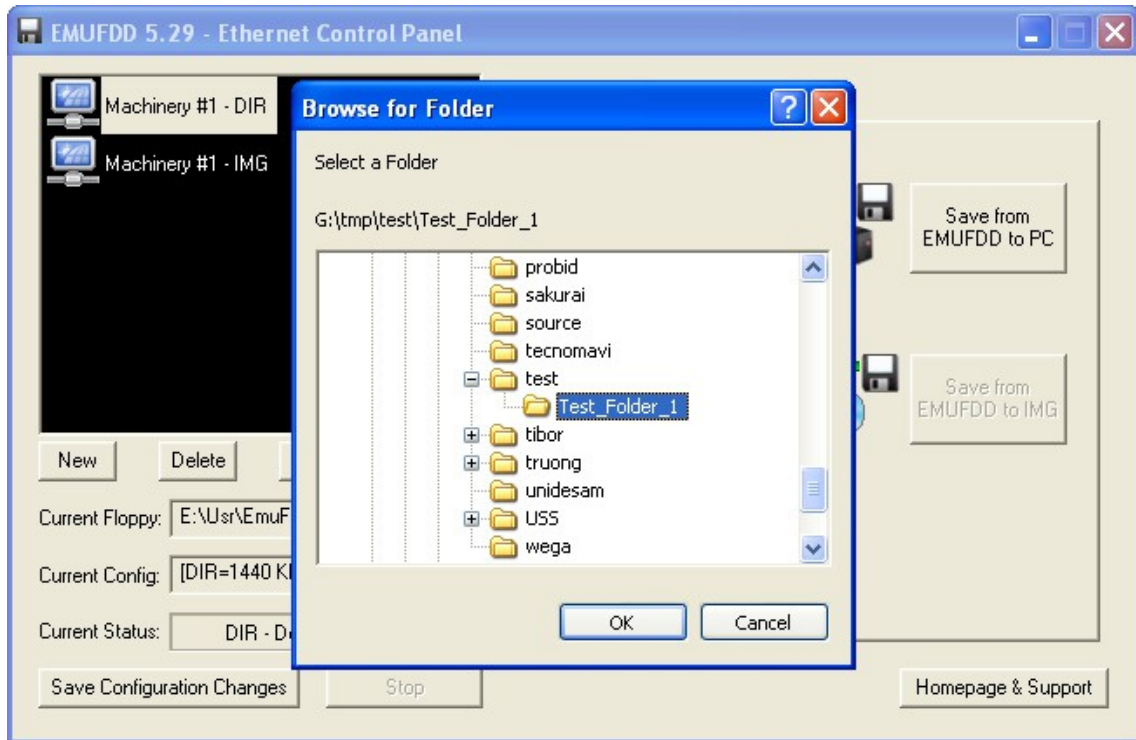 EMUFDD 5.29 - Ethernet Control Panel
Machinery #1 - DIR
Machinery #1 - IMG
Browse for Folder
Select a Folder
G:\tmp\test\Test_Folder_1
probid
sakurai
source
tecnomavi
test
Test_Folder_1
tibor
truong
unidesam
USS
wega
OK
Cancel
Save from
EMUFDD to PC
Save from
EMUFDD to IMG
New
Delete
Current Floppy:
E:\Usr\EmuF
Current Config:
[DIR=1440 K
Current Status:
DIR - D
Save Configuration Changes
Stop
Homepage & Support